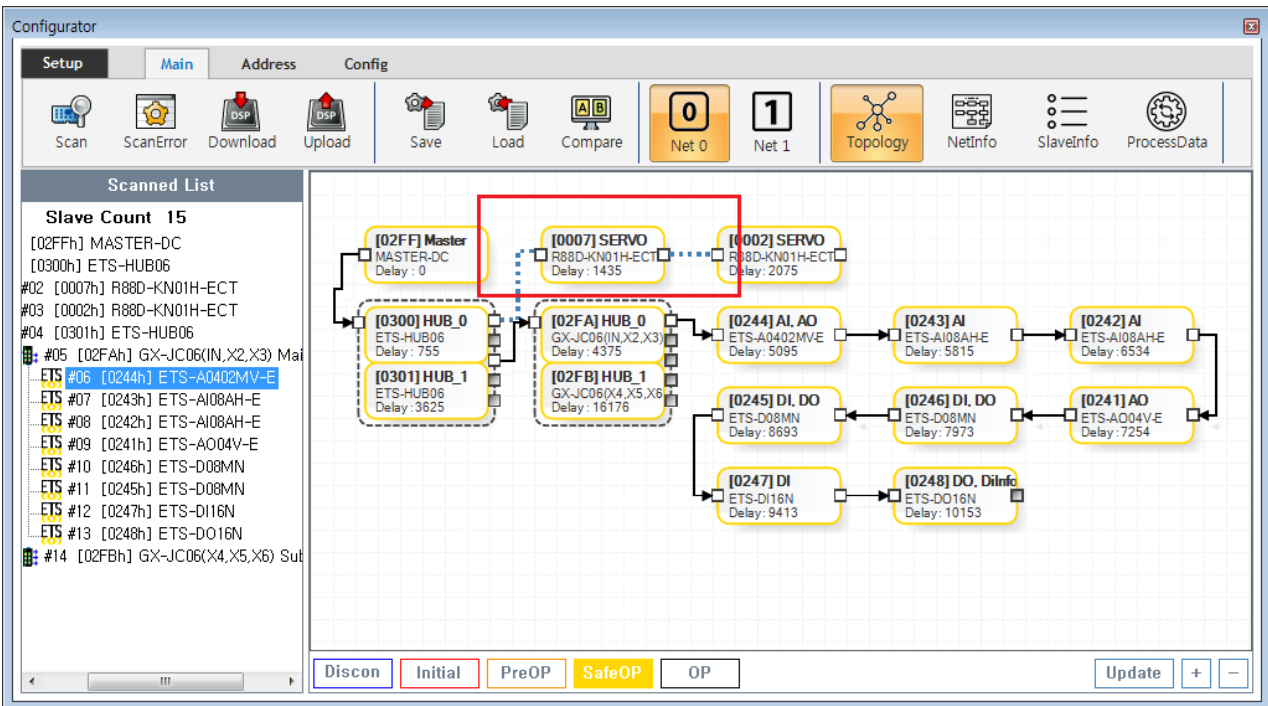 Configurator
Setup Main Address Config
Scan ScanError Download Upload Save Load Compare Net 0 Net 1 Topology NetInfo SlaveInfo ProcessData
DSP DSP A B 0 1
Scanned List
Slave Count 15
[02FFh] MASTER-DC
[0300h] ETS-HUB06
#02 [0007h] R88D-KN01H-ECT
#03 [0002h] R88D-KN01H-ECT
#04 [0301h] ETS-HUB06
#05 [02FAh] GX-JC06(IN,X2,X3) Mai
ETS #06 [0244h] ETS-A0402MV-E
ETS #07 [0243h] ETS-AI08AH-E
ETS #08 [0242h] ETS-AI08AH-E
ETS #09 [0241h] ETS-AO04V-E
ETS #10 [0246h] ETS-D08MN
ETS #11 [0245h] ETS-D08MN
ETS #12 [0247h] ETS-DI16N
ETS #13 [0248h] ETS-DO16N
#14 [02FBh] GX-JC06(X4,X5,X6) Sub
[02FF] Master
MASTER-DC
Delay : 0
[0007] SERVO
R88D-KN01H-ECT
Delay : 1435
[0002] SERVO
R88D-KN01H-ECT
Delay : 2075
[0300] HUB_0
ETS-HUB06
Delay : 755
[0301] HUB_1
ETS-HUB06
Delay : 3625
[02FA] HUB_0
GX-JC06(IN,X2,X3)
Delay : 4375
[02FB] HUB_1
GX-JC06(X4,X5,X6
Delay : 16176
[0244] AI, AO
ETS-A0402MV-E
Delay : 5095
[0243] AI
ETS-AI08AH-E
Delay : 5815
[0242] AI
ETS-AI08AH-E
Delay : 6534
[0245] DI, DO
ETS-D08MN
Delay : 8693
[0246] DI, DO
ETS-D08MN
Delay : 7973
[0241] AO
ETS-AO04V-E
Delay : 7254
[0247] DI
ETS-DI16N
Delay : 9413
[0248] DO, DiInfo
ETS-DO16N
Delay : 10153
Discon Initial PreOP SafeOP OP Update + −